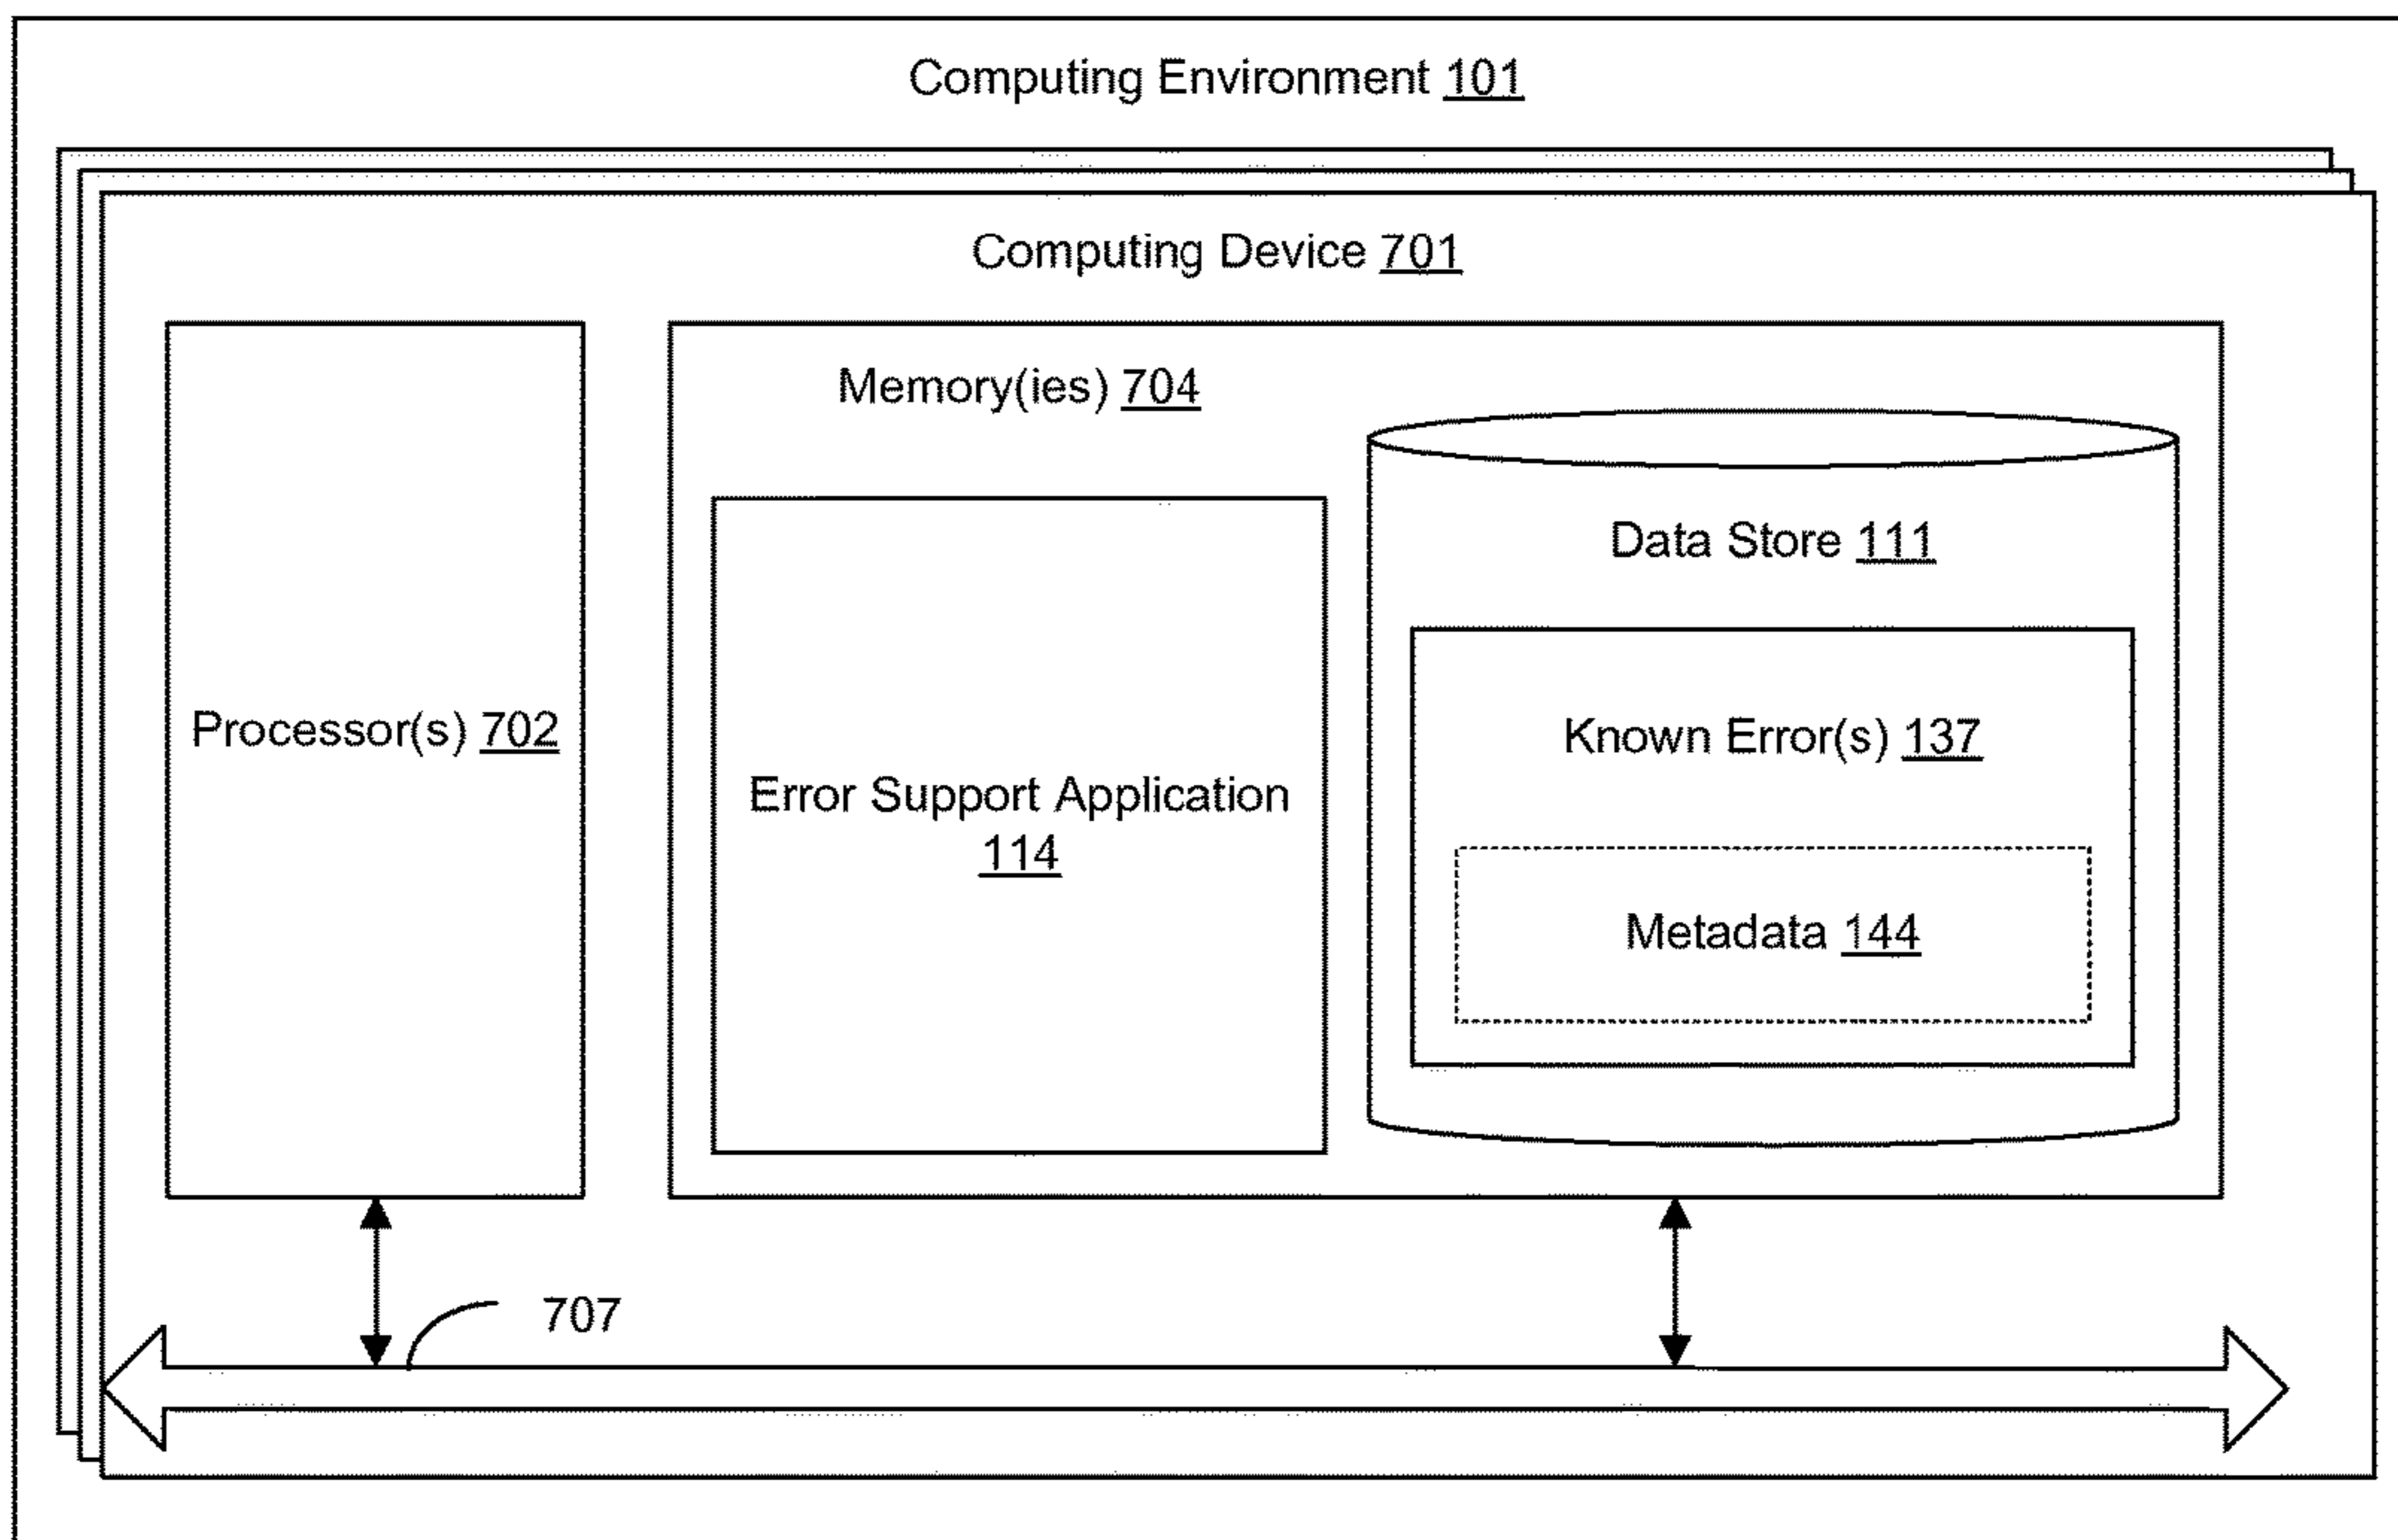 Computing Environment 101
Computing Device 701
Memory(ies) 704
Data Store 111
Processor(s) 702
Known Error(s) 137
Error Support Application
114
Metadata 144
707